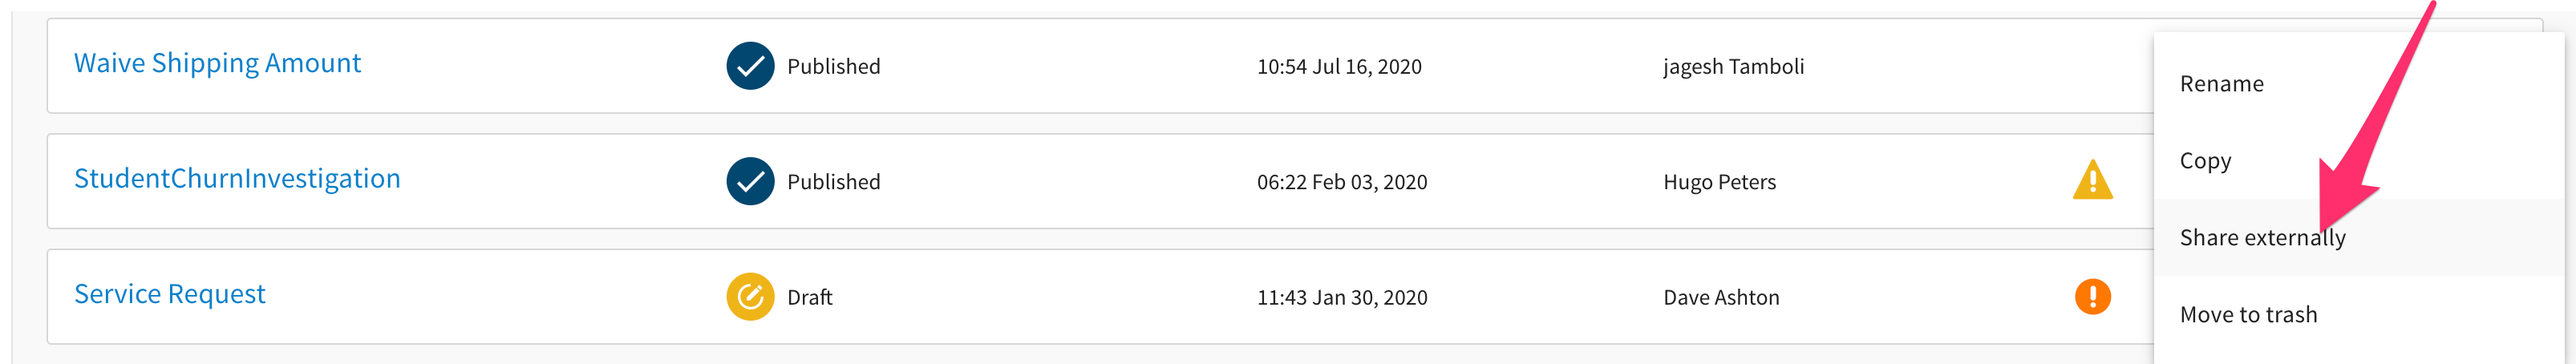 Waive Shipping Amount Published 10:54 Jul 16, 2020 jagesh Tamboli
StudentChurnInvestigation Published 06:22 Feb 03, 2020 Hugo Peters
Service Request Draft 11:43 Jan 30, 2020 Dave Ashton
Rename
Copy
Share externally
Move to trash